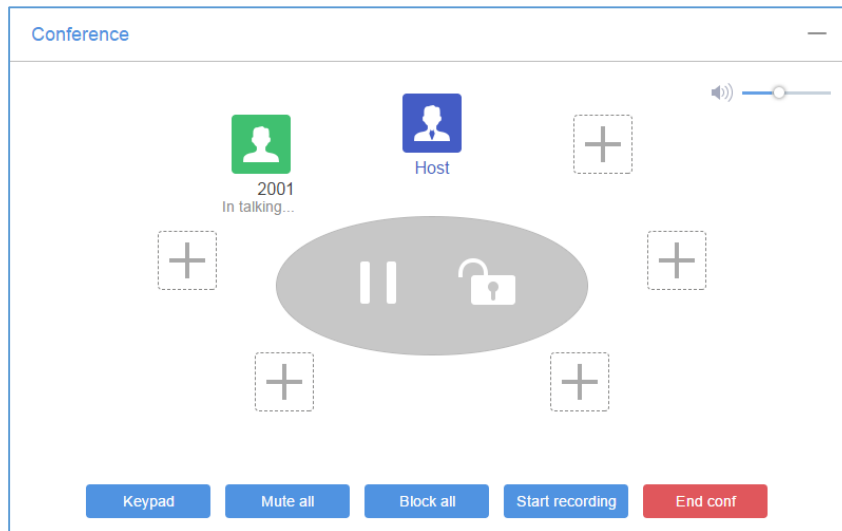 Conference
Host
2001
In talking...
Keypad
Mute all
Block all
Start recording
End conf